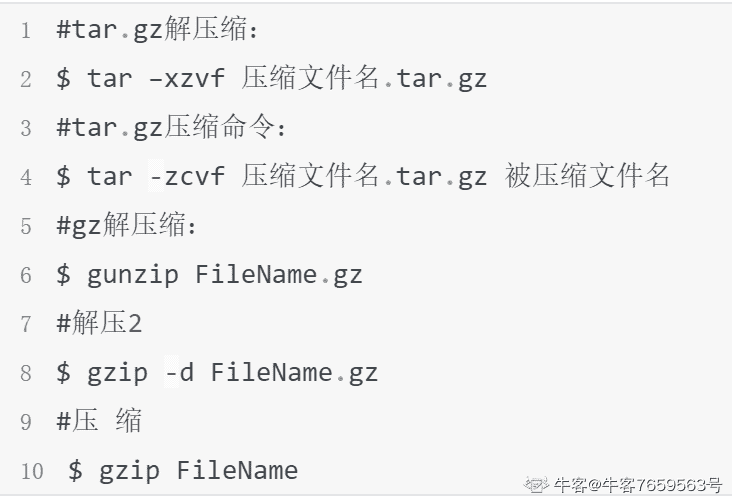 1 #tar.gz解压缩：
2 $ tar –xzvf 压缩文件名.tar.gz
3 #tar.gz压缩命令：
4 $ tar -zcvf 压缩文件名.tar.gz 被压缩文件名
5 #gz解压缩：
6 $ gunzip FileName.gz
7 #解压2
8 $ gzip -d FileName.gz
9 #压 缩
10 $ gzip FileName
牛客@牛客7659563号